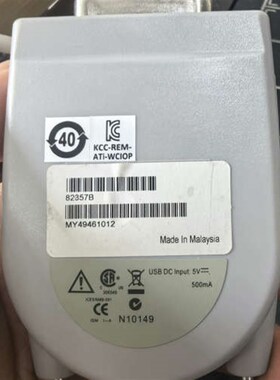 40
KCC-REM-
ATI-WCIOP
82357B
MY49461012
Made In Malaysia
USB DC Input: 5V
500mA
N10149